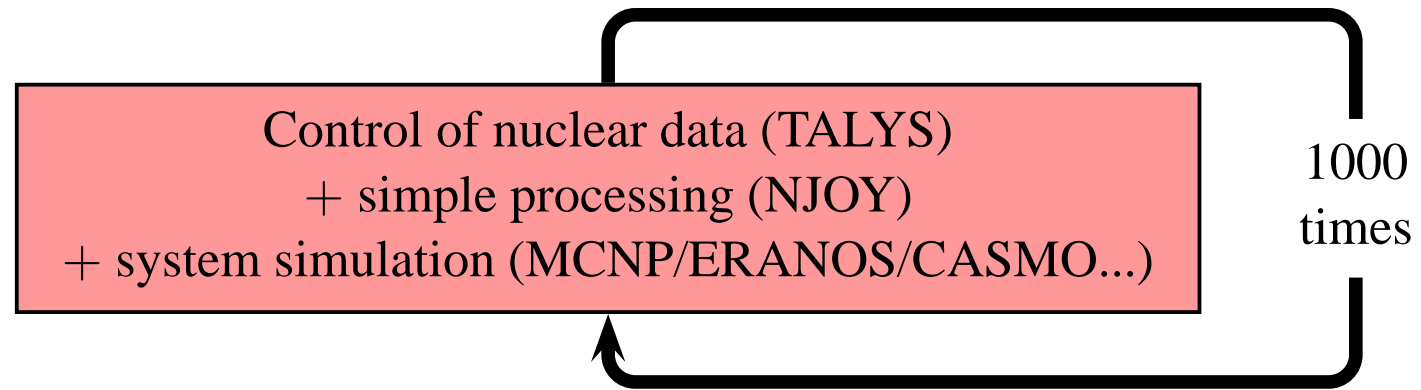 Control of nuclear data (TALYS)
+ simple processing (NJOY)
+ system simulation (MCNP/ERANOS/CASMO...)
1000
times